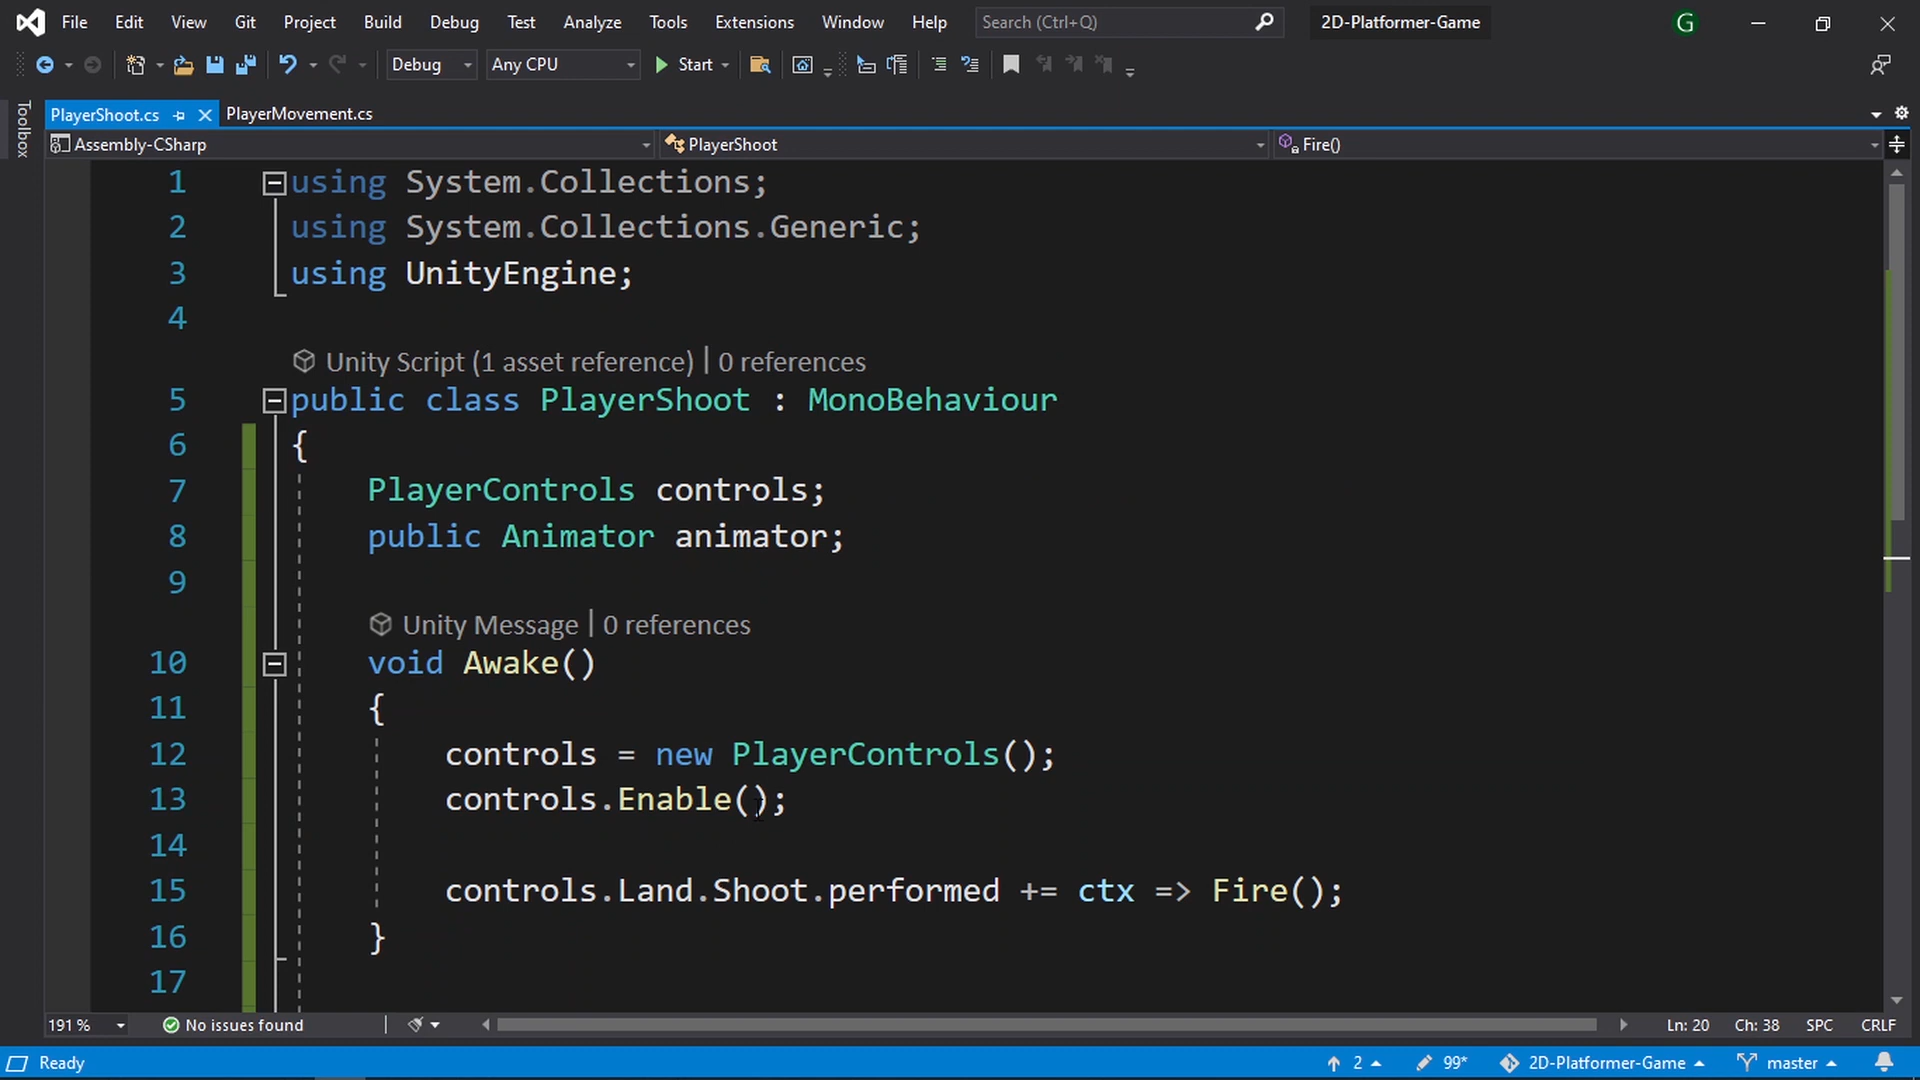 File Edit View Git Project Build Debug Test Analyze Tools Extensions Window Help Search (Ctrl+Q) 2D-Platformer-Game G
Debug Any CPU Start
Toolbox
PlayerShoot.cs PlayerMovement.cs
Assembly-CSharp PlayerShoot Fire()
1 using System.Collections;
2 using System.Collections.Generic;
3 using UnityEngine;
4
Unity Script (1 asset reference) | 0 references
5 public class PlayerShoot : MonoBehaviour
6 {
7 PlayerControls controls;
8 public Animator animator;
9
Unity Message | 0 references
10 void Awake()
11 {
12 controls = new PlayerControls();
13 controls.Enable();
14
15 controls.Land.Shoot.performed += ctx => Fire();
16 }
17
191 % No issues found Ln: 20 Ch: 38 SPC CRLF
Ready 2 99* 2D-Platformer-Game master